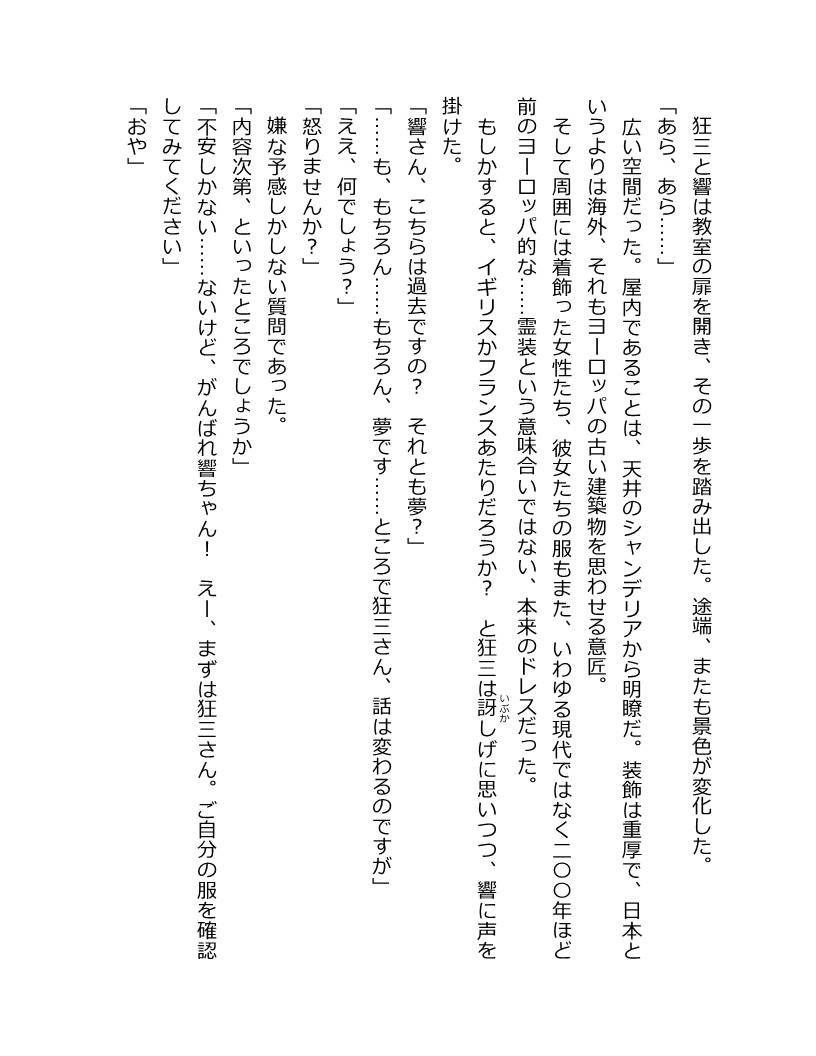 狂三と響は教室の扉を開き、その一歩を踏み出した。途端、またも景色が変化した。
「あら、あら……」
　広い空間だった。屋内であることは、天井のシャンデリアから明瞭だ。装飾は重厚で、日本と
いうよりは海外、それもヨーロッパの古い建築物を思わせる意匠。
　そして周囲には着飾った女性たち、彼女たちの服もまた、いわゆる現代ではなく二〇〇年ほど
前のヨーロッパ的な……霊装という意味合いではない、本来のドレスだった。
　もしかすると、イギリスかフランスあたりだろうか？　と狂三は訝しげに思いつつ、響に声を
掛けた。
「響さん、こちらは過去ですの？　それとも夢？」
「……も、もちろん……もちろん、夢です……ところで狂三さん、話は変わるのですが」
「ええ、何でしょう？」
「怒りませんか？」
　嫌な予感しかしない質問であった。
「内容次第、といったところでしょうか」
「不安しかない……ないけど、がんばれ響ちゃん！　えー、まずは狂三さん。ご自分の服を確認
してみてください」
「おや」